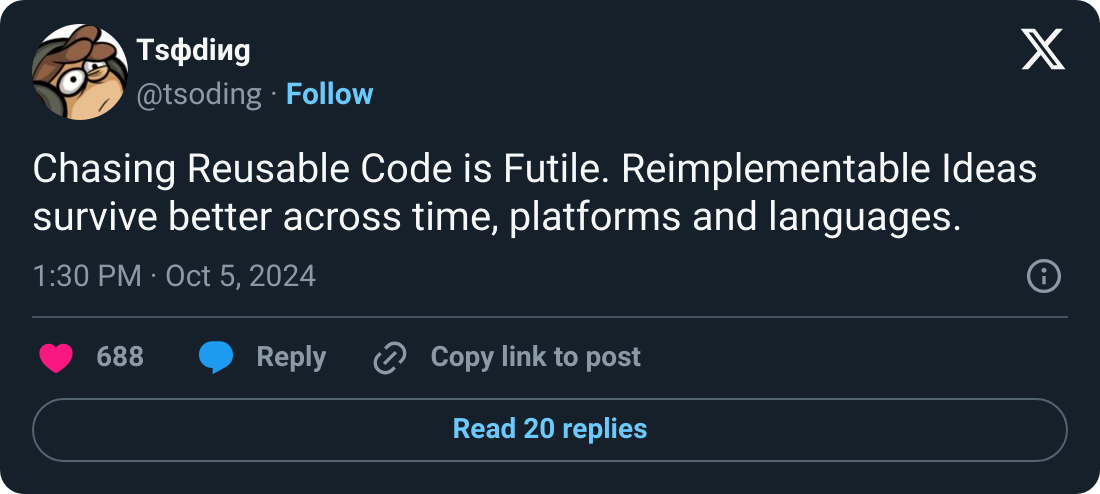 Tsфdiиg
@tsoding · Follow
Chasing Reusable Code is Futile. Reimplementable Ideas
survive better across time, platforms and languages.
1:30 PM · Oct 5, 2024
688 Reply Copy link to post
Read 20 replies